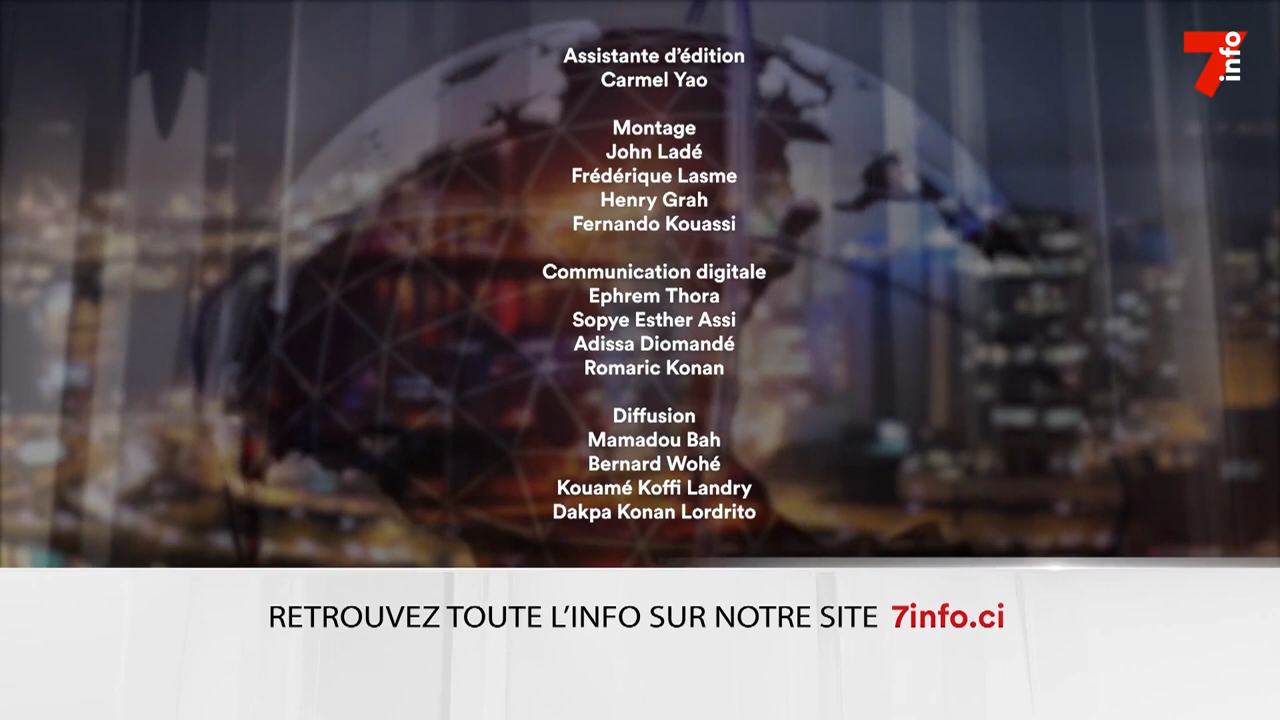 7info
Assistante d'édition
Carmel Yao
Montage
John Ladé
Frédérique Lasme
Henry Grah
Fernando Kouassi
Communication digitale
Ephrem Thora
Sopye Esther Assi
Adissa Diomandé
Romaric Konan
Diffusion
Mamadou Bah
Bernard Wohé
Kouamé Koffi Landry
Dakpa Konan Lordrito
RETROUVEZ TOUTE L'INFO SUR NOTRE SITE 7info.ci